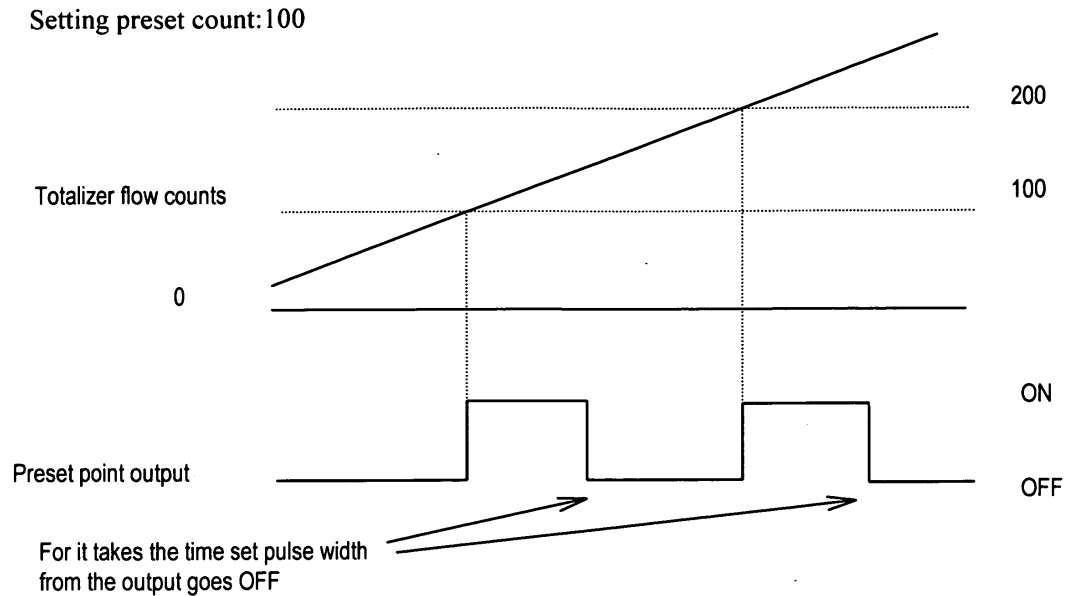 Setting preset count:100
200
100
Totalizer flow counts
0
ON
Preset point output
OFF
For it takes the time set pulse width
from the output goes OFF